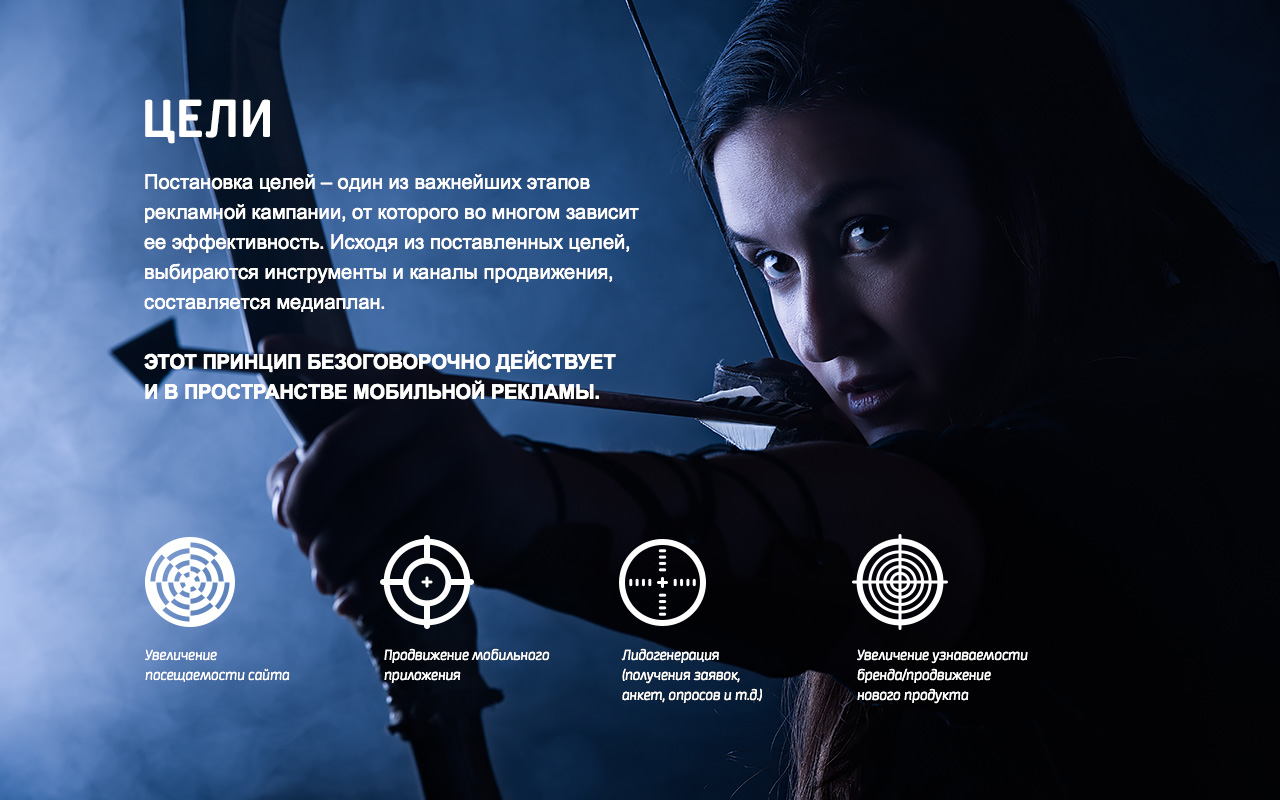 ЦЕЛИ
Постановка целей – один из важнейших этапов
рекламной кампании, от которого во многом зависит
ее эффективность. Исходя из поставленных целей,
выбираются инструменты и каналы продвижения,
составляется медиаплан.
ЭТОТ ПРИНЦИП БЕЗОГОВОРОЧНО ДЕЙСТВУЕТ
И В ПРОСТРАНСТВЕ МОБИЛЬНОЙ РЕКЛАМЫ.
Увеличение
посещаемости сайта
Продвижение мобильного
приложения
Лидогенерация
(получения заявок,
анкет, опросов и т.д.)
Увеличение узнаваемости
бренда/продвижение
нового продукта